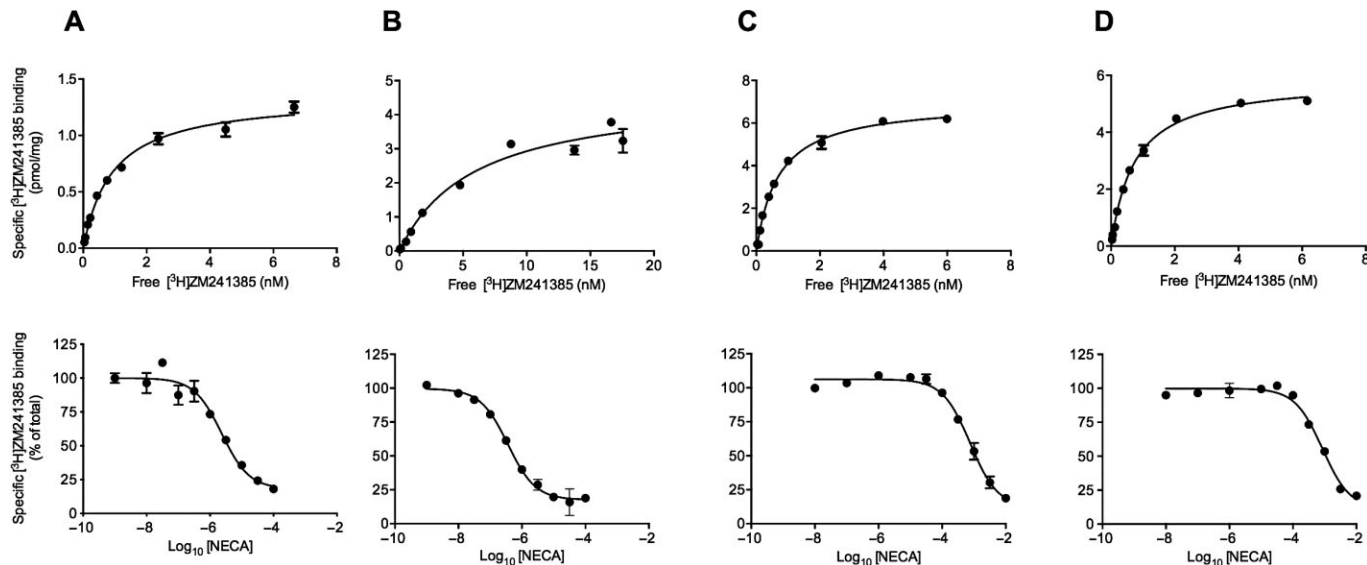 A
B
C
D
Specific [³H]ZM241385 binding
(pmol/mg)
1.5
1.0
0.5
0.0
0 2 4 6 8
Free [³H]ZM241385 (nM)
5
4
3
2
1
0
0 5 10 15 20
Free [³H]ZM241385 (nM)
8
6
4
2
0
0 2 4 6 8
Free [³H]ZM241385 (nM)
6
4
2
0
0 2 4 6 8
Free [³H]ZM241385 (nM)
Specific [³H]ZM241385 binding
(% of total)
125
100
75
50
25
0
−10 −8 −6 −4 −2
Log₁₀ [NECA]
125
100
75
50
25
0
−10 −8 −6 −4 −2
Log₁₀ [NECA]
125
100
75
50
25
0
−10 −8 −6 −4 −2
Log₁₀ [NECA]
125
100
75
50
25
0
−10 −8 −6 −4 −2
Log₁₀ [NECA]